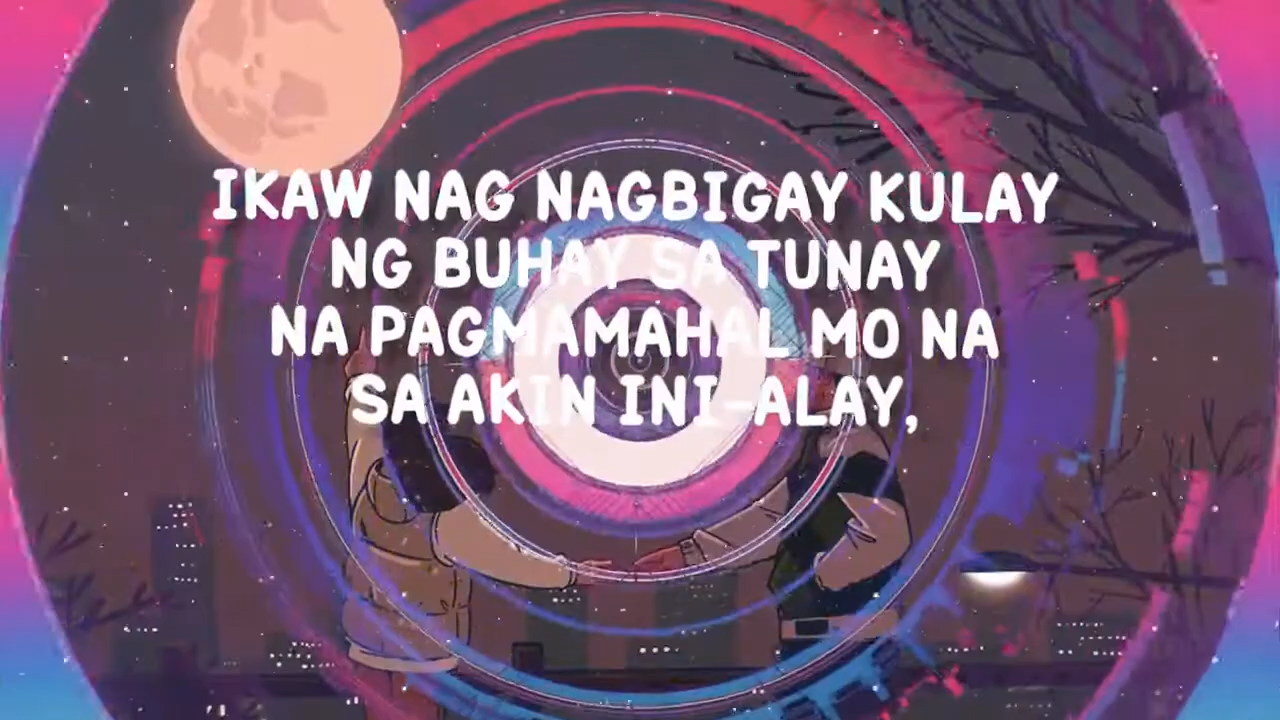 IKAW NAG NAGBIGAY KULAY
NG BUHAY SA TUNAY
NA PAGMAMAHAL MO NA
SA AKIN INI-ALAY,